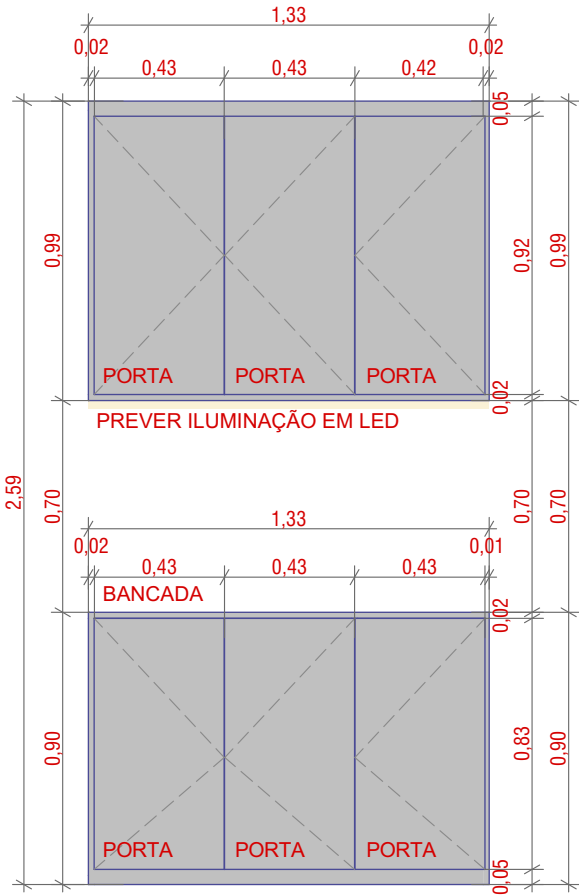 1,33
0,02 0,02
0,43 0,43 0,42
0,05
0,99 0,92 0,99
PORTA PORTA PORTA
0,02
PREVER ILUMINAÇÃO EM LED
2,59 0,70 0,70 0,70
1,33
0,02 0,01
0,43 0,43 0,43
BANCADA
0,02
0,90 0,83 0,90
PORTA PORTA PORTA
0,05